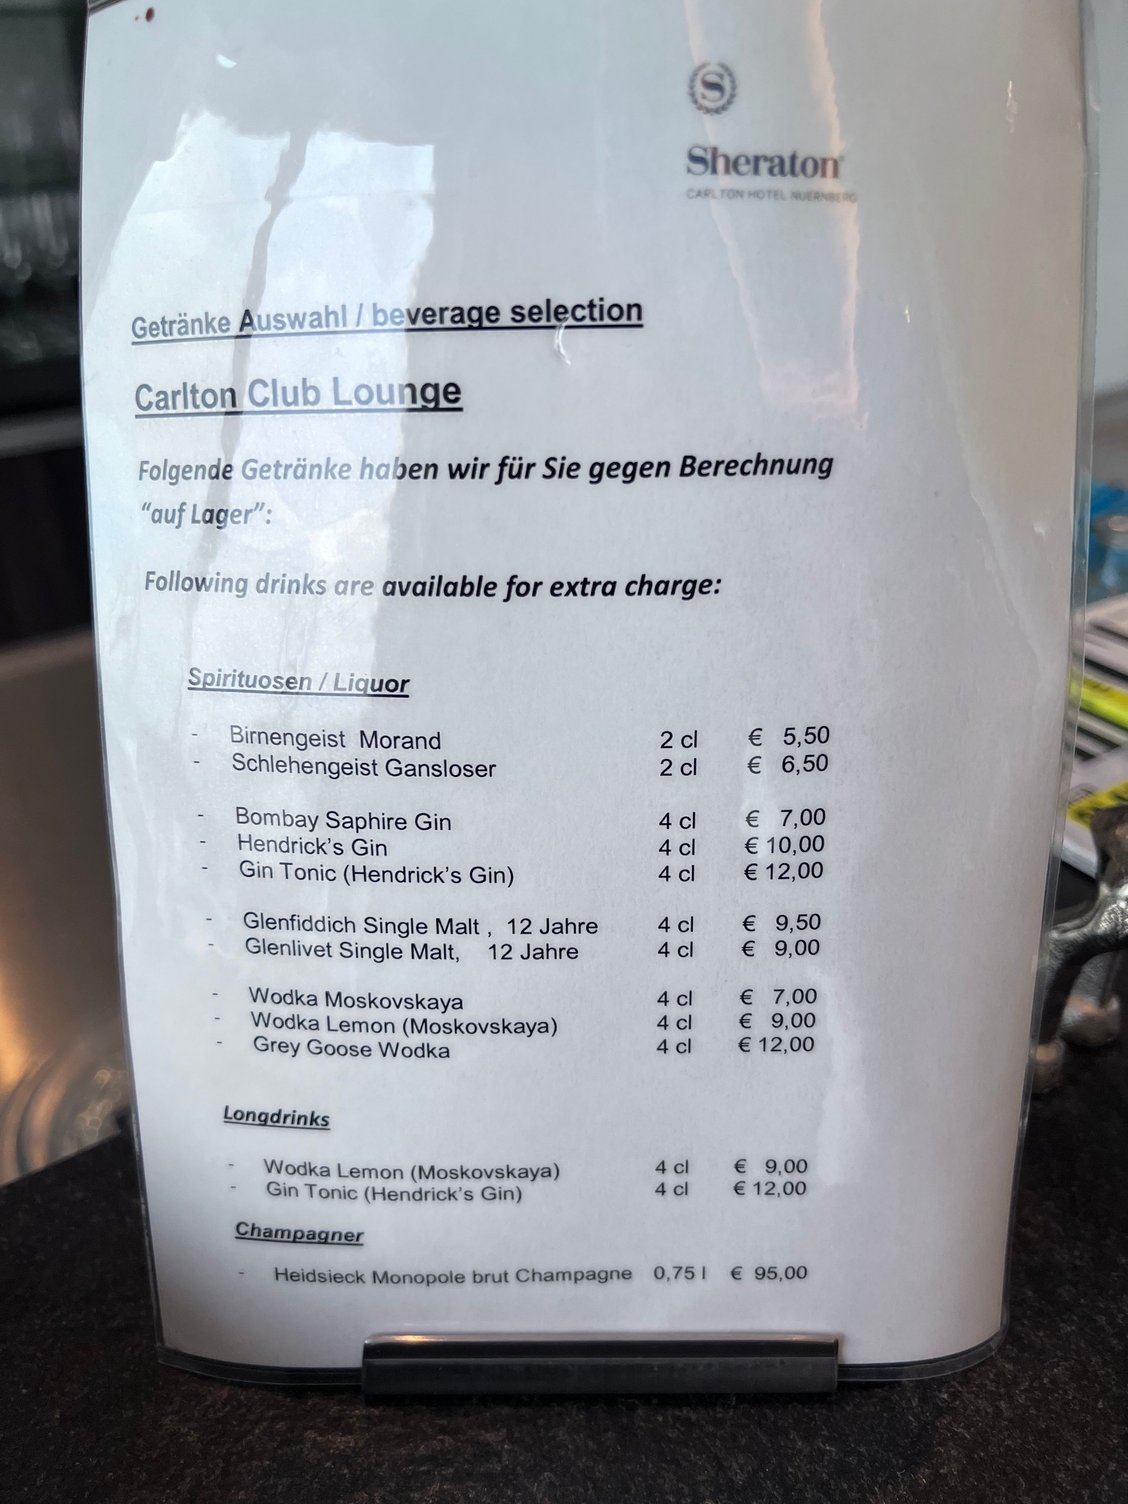 S
Sheraton
CARLTON HOTEL NUERNBERG
Getränke Auswahl / beverage selection
Carlton Club Lounge
Folgende Getränke haben wir für Sie gegen Berechnung
“auf Lager”:
Following drinks are available for extra charge:
Spirituosen / Liquor
- Birnengeist Morand 2 cl € 5,50
- Schlehengeist Gansloser 2 cl € 6,50
- Bombay Saphire Gin 4 cl € 7,00
- Hendrick’s Gin 4 cl € 10,00
- Gin Tonic (Hendrick’s Gin) 4 cl € 12,00
- Glenfiddich Single Malt , 12 Jahre 4 cl € 9,50
- Glenlivet Single Malt, 12 Jahre 4 cl € 9,00
- Wodka Moskovskaya 4 cl € 7,00
- Wodka Lemon (Moskovskaya) 4 cl € 9,00
- Grey Goose Wodka 4 cl € 12,00
Longdrinks
- Wodka Lemon (Moskovskaya) 4 cl € 9,00
- Gin Tonic (Hendrick’s Gin) 4 cl € 12,00
Champagner
- Heidsieck Monopole brut Champagne 0,75 l € 95,00